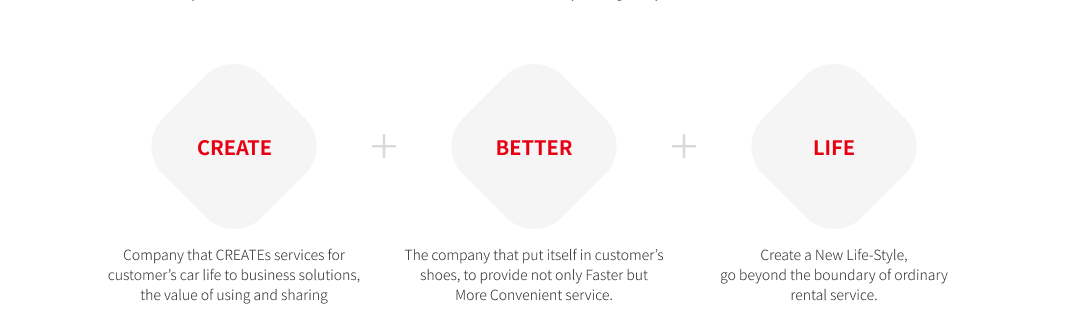 CREATE
+
BETTER
+
LIFE
Company that CREATEs services for
customer's car life to business solutions,
the value of using and sharing
The company that put itself in customer's
shoes, to provide not only Faster but
More Convenient service.
Create a New Life-Style,
go beyond the boundary of ordinary
rental service.